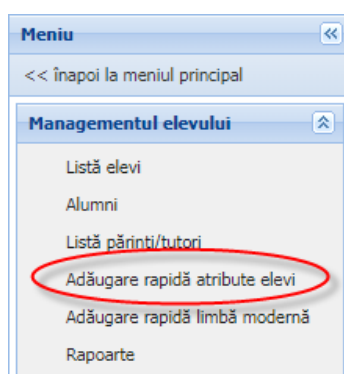 Meniu
<< înapoi la meniul principal
Managementul elevului
Listă elevi
Alumni
Listă părinți/tutori
Adăugare rapidă atribute elevi
Adăugare rapidă limbă modernă
Rapoarte